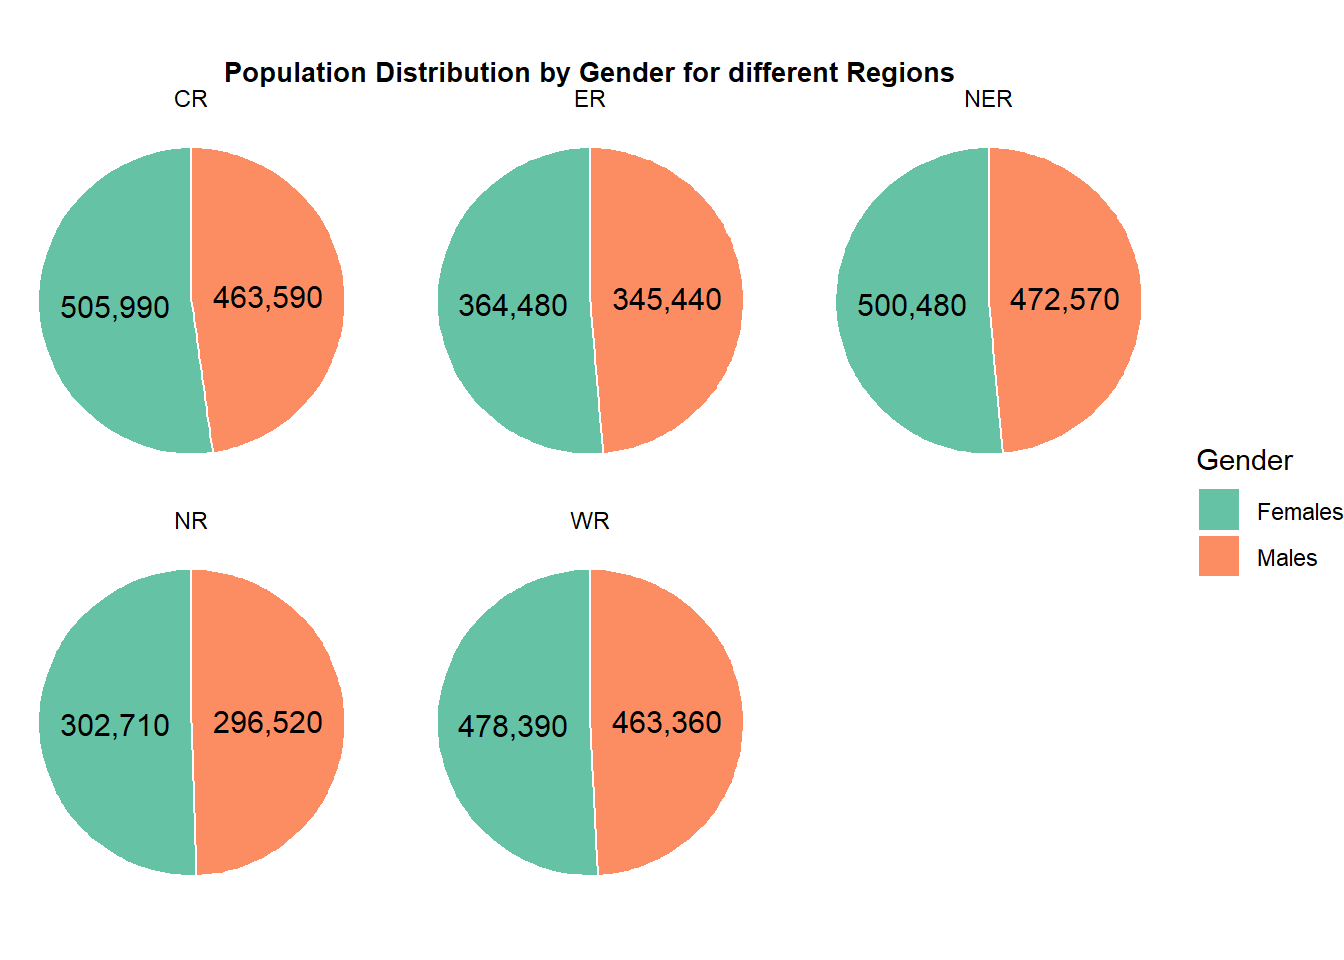 Population Distribution by Gender for different Regions
CR
ER
NER
505,990
463,590
364,480
345,440
500,480
472,570
NR
WR
302,710
296,520
478,390
463,360
Gender
Females
Males